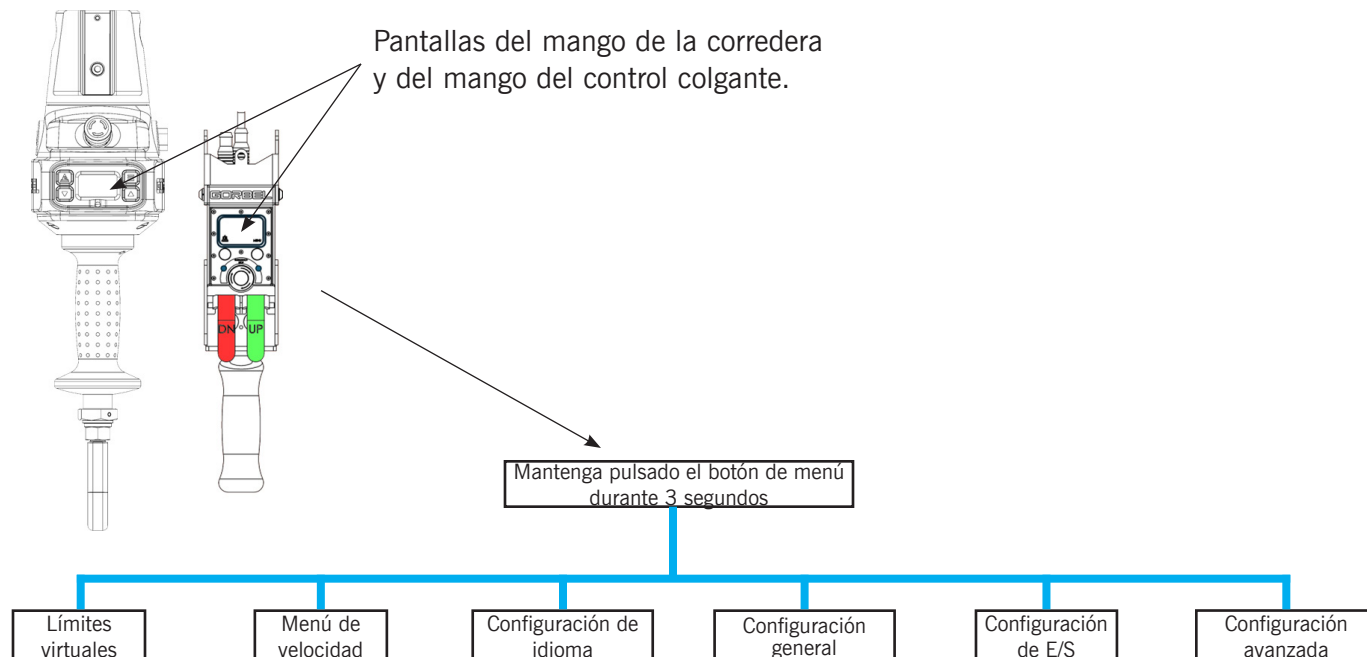 Pantallas del mango de la corredera
y del mango del control colgante.
GORBEL
DN UP
Mantenga pulsado el botón de menú
durante 3 segundos
Límites
virtuales
Menú de
velocidad
Configuración de
idioma
Configuración
general
Configuración
de E/S
Configuración
avanzada